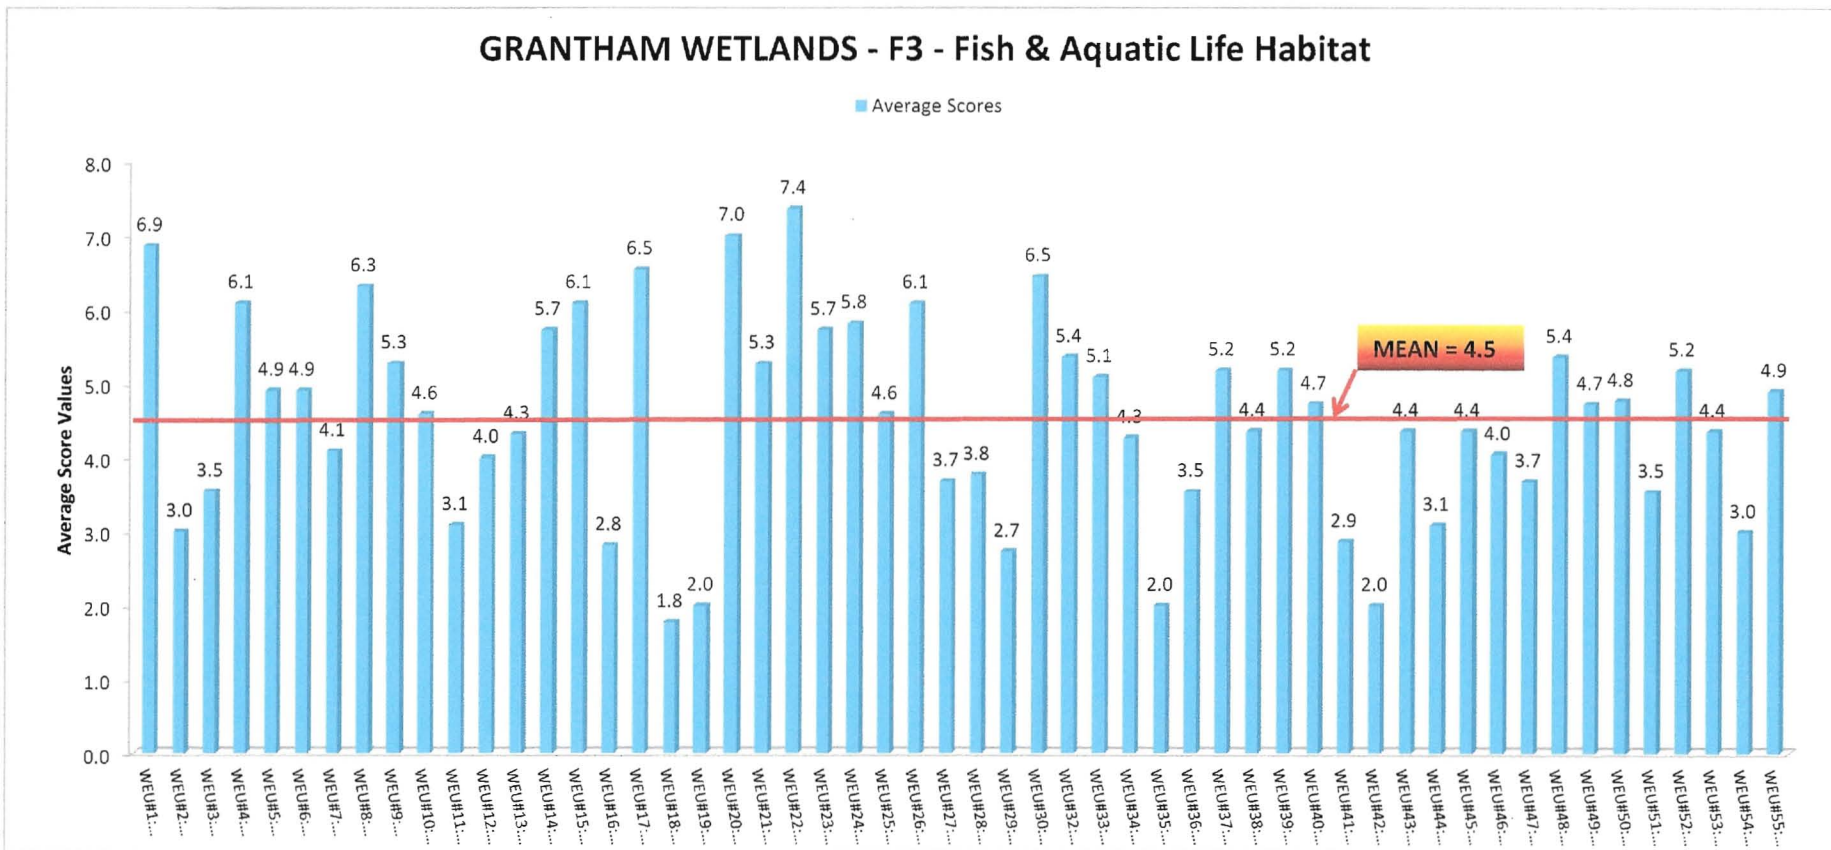 GRANTHAM WETLANDS - F3 - Fish & Aquatic Life Habitat
Average Scores
Average Score Values
8.0
7.0
6.0
5.0
4.0
3.0
2.0
1.0
0.0
6.9
3.0
3.5
6.1
4.9
4.9
4.1
6.3
5.3
4.6
3.1
4.0
4.3
5.7
6.1
2.8
6.5
1.8
2.0
7.0
5.3
7.4
5.7
5.8
4.6
6.1
3.7
3.8
2.7
6.5
5.4
5.1
4.3
2.0
3.5
5.2
4.4
5.2
4.7
2.9
2.0
4.4
3.1
4.4
4.0
3.7
5.4
4.7
4.8
3.5
5.2
4.4
3.0
4.9
MEAN = 4.5
WEU#1:...
WEU#2:...
WEU#3:...
WEU#4:...
WEU#5:...
WEU#6:...
WEU#7:...
WEU#8:...
WEU#9:...
WEU#10:...
WEU#11:...
WEU#12:...
WEU#13:...
WEU#14:...
WEU#15:...
WEU#16:...
WEU#17:...
WEU#18:...
WEU#19:...
WEU#20:...
WEU#21:...
WEU#22:...
WEU#23:...
WEU#24:...
WEU#25:...
WEU#26:...
WEU#27:...
WEU#28:...
WEU#29:...
WEU#30:...
WEU#32:...
WEU#33:...
WEU#34:...
WEU#35:...
WEU#36:...
WEU#37:...
WEU#38:...
WEU#39:...
WEU#40:...
WEU#41:...
WEU#42:...
WEU#43:...
WEU#44:...
WEU#45:...
WEU#46:...
WEU#47:...
WEU#48:...
WEU#49:...
WEU#50:...
WEU#51:...
WEU#52:...
WEU#53:...
WEU#54:...
WEU#55:...